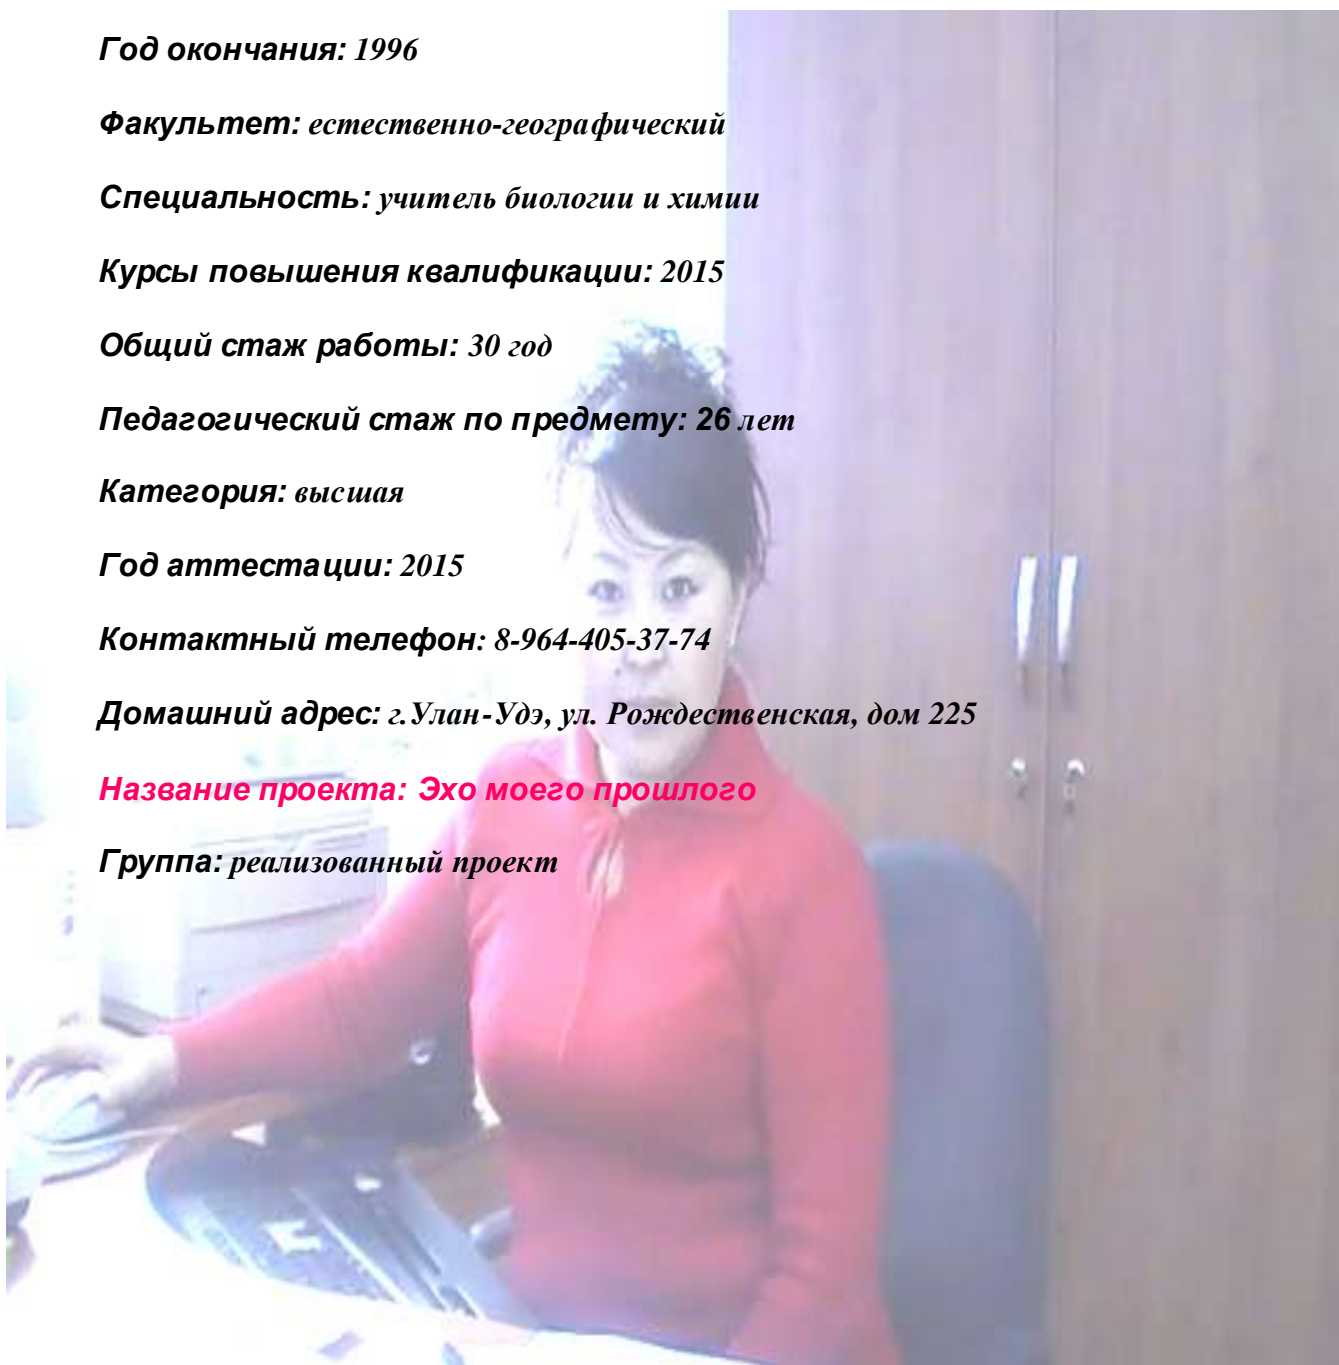 Год окончания: 1996
Факультет: естественно-географический
Специальность: учитель биологии и химии
Курсы повышения квалификации: 2015
Общий стаж работы: 30 год
Педагогический стаж по предмету: 26 лет
Категория: высшая
Год аттестации: 2015
Контактный телефон: 8-964-405-37-74
Домашний адрес: г.Улан-Удэ, ул. Рождественская, дом 225
Название проекта: Эхо моего прошлого
Группа: реализованный проект